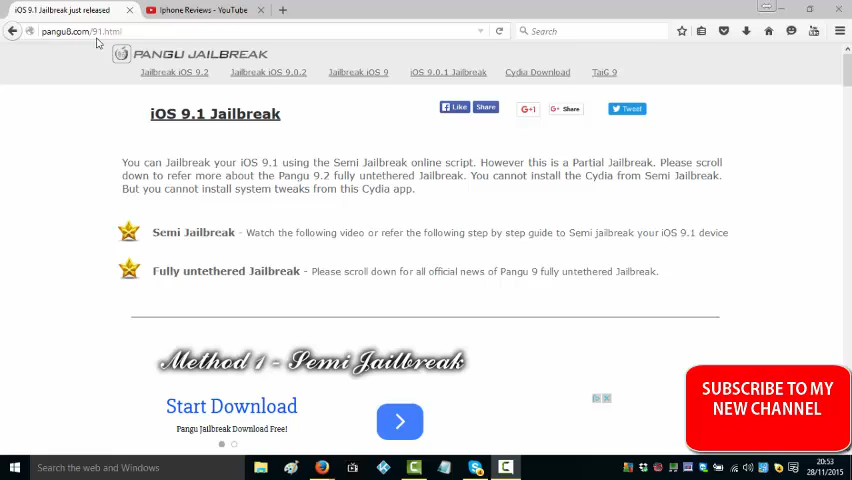 iOS 9.1 Jailbreak just released
Iphone Reviews - YouTube
pangu8.com/91.html
Search
PANGU JAILBREAK
Jailbreak iOS 9.2
Jailbreak iOS 9.0.2
Jailbreak iOS 9
iOS 9.0.1 Jailbreak
Cydia Download
TaiG 9
iOS 9.1 Jailbreak
Like
Share
G+1
G+ Share
Tweet
You can Jailbreak your iOS 9.1 using the Semi Jailbreak online script. However this is a Partial Jailbreak. Please scroll
down to refer more about the Pangu 9.2 fully untethered Jailbreak. You cannot install the Cydia from Semi Jailbreak.
But you cannot install system tweaks from this Cydia app.
Semi Jailbreak - Watch the following video or refer the following step by step guide to Semi jailbreak your iOS 9.1 device
Fully untethered Jailbreak - Please scroll down for all official news of Pangu 9 fully untethered Jailbreak.
Method 1 - Semi Jailbreak
Start Download
Pangu Jailbreak Download Free!
SUBSCRIBE TO MY
NEW CHANNEL
Search the web and Windows
20:53
28/11/2015